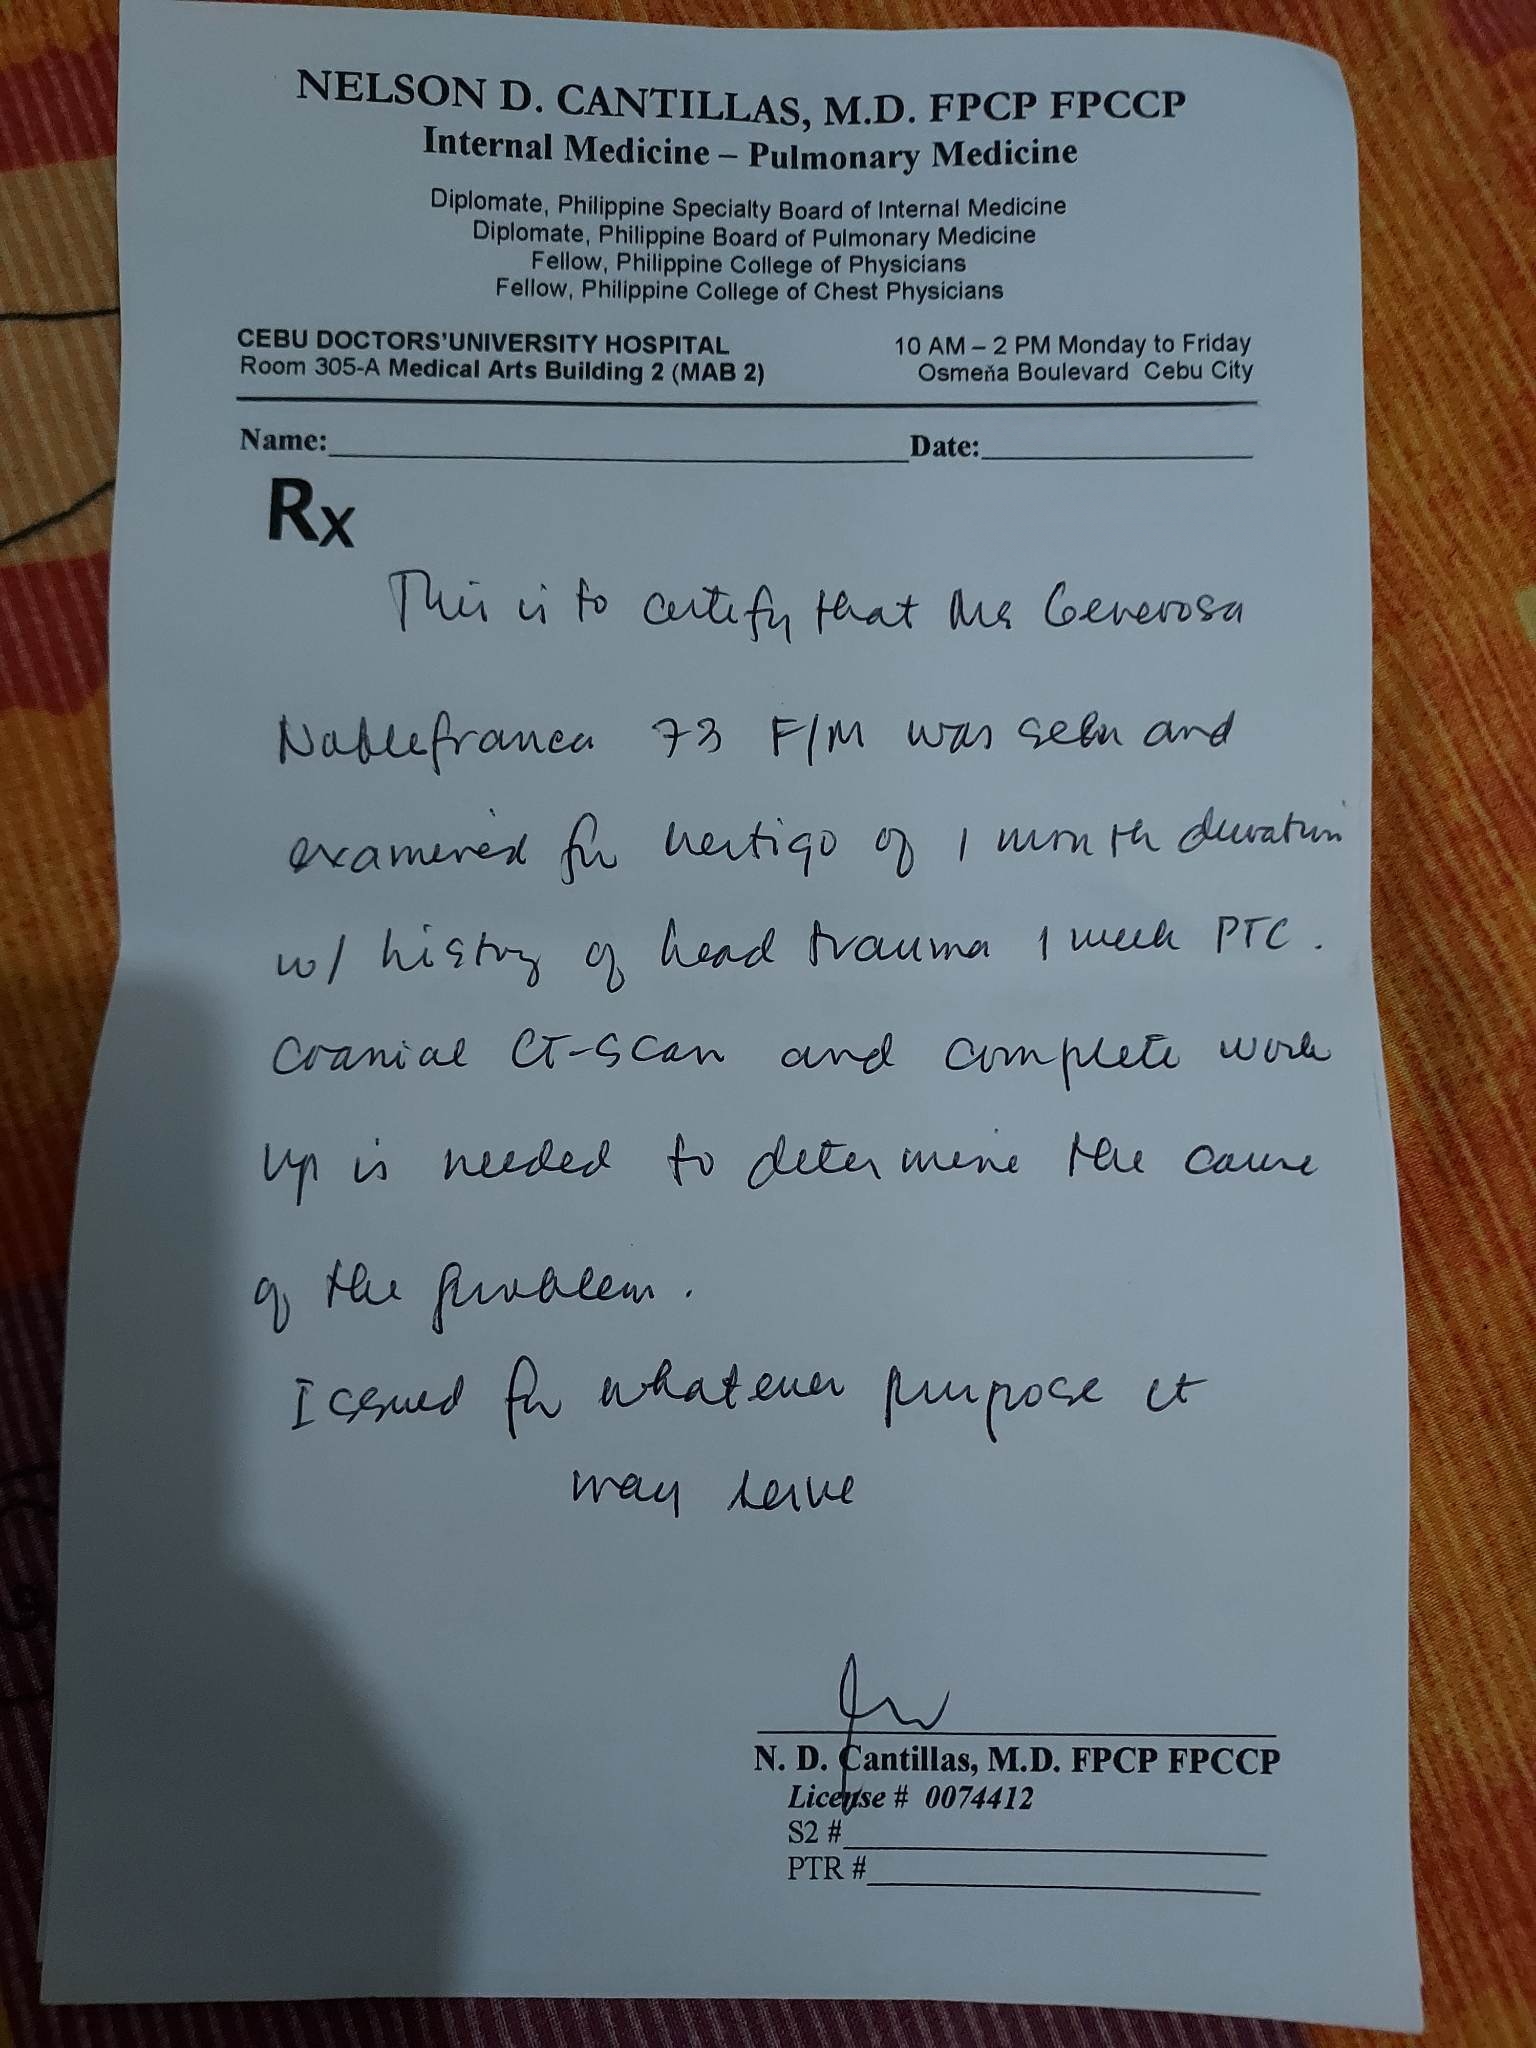 NELSON D. CANTILLAS, M.D. FPCP FPCCP
Internal Medicine – Pulmonary Medicine
Diplomate, Philippine Specialty Board of Internal Medicine
Diplomate, Philippine Board of Pulmonary Medicine
Fellow, Philippine College of Physicians
Fellow, Philippine College of Chest Physicians
CEBU DOCTORS'UNIVERSITY HOSPITAL 10 AM – 2 PM Monday to Friday
Room 305-A Medical Arts Building 2 (MAB 2) Osmeňa Boulevard Cebu City
Name: Date:
Rx
This is to certify that Ms Generosa
Noblefranca 73 F/M was seen and
examined for vertigo of 1 month duration
w/ history of head trauma 1 week PTC.
Cranial CT-Scan and complete work
up is needed to determine the cause
of the problem.
Issued for whatever purpose it
may serve
N. D. Cantillas, M.D. FPCP FPCCP
License # 0074412
S2 #
PTR #